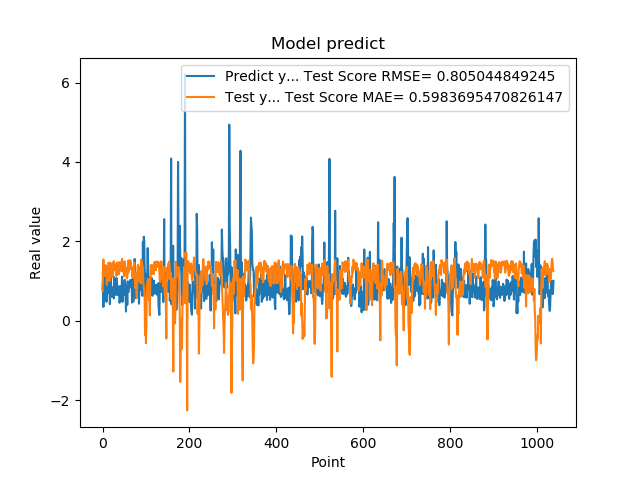 Model predict
Predict y... Test Score RMSE= 0.805044849245
Test y... Test Score MAE= 0.5983695470826147
Real value
6
4
2
0
−2
0 200 400 600 800 1000
Point